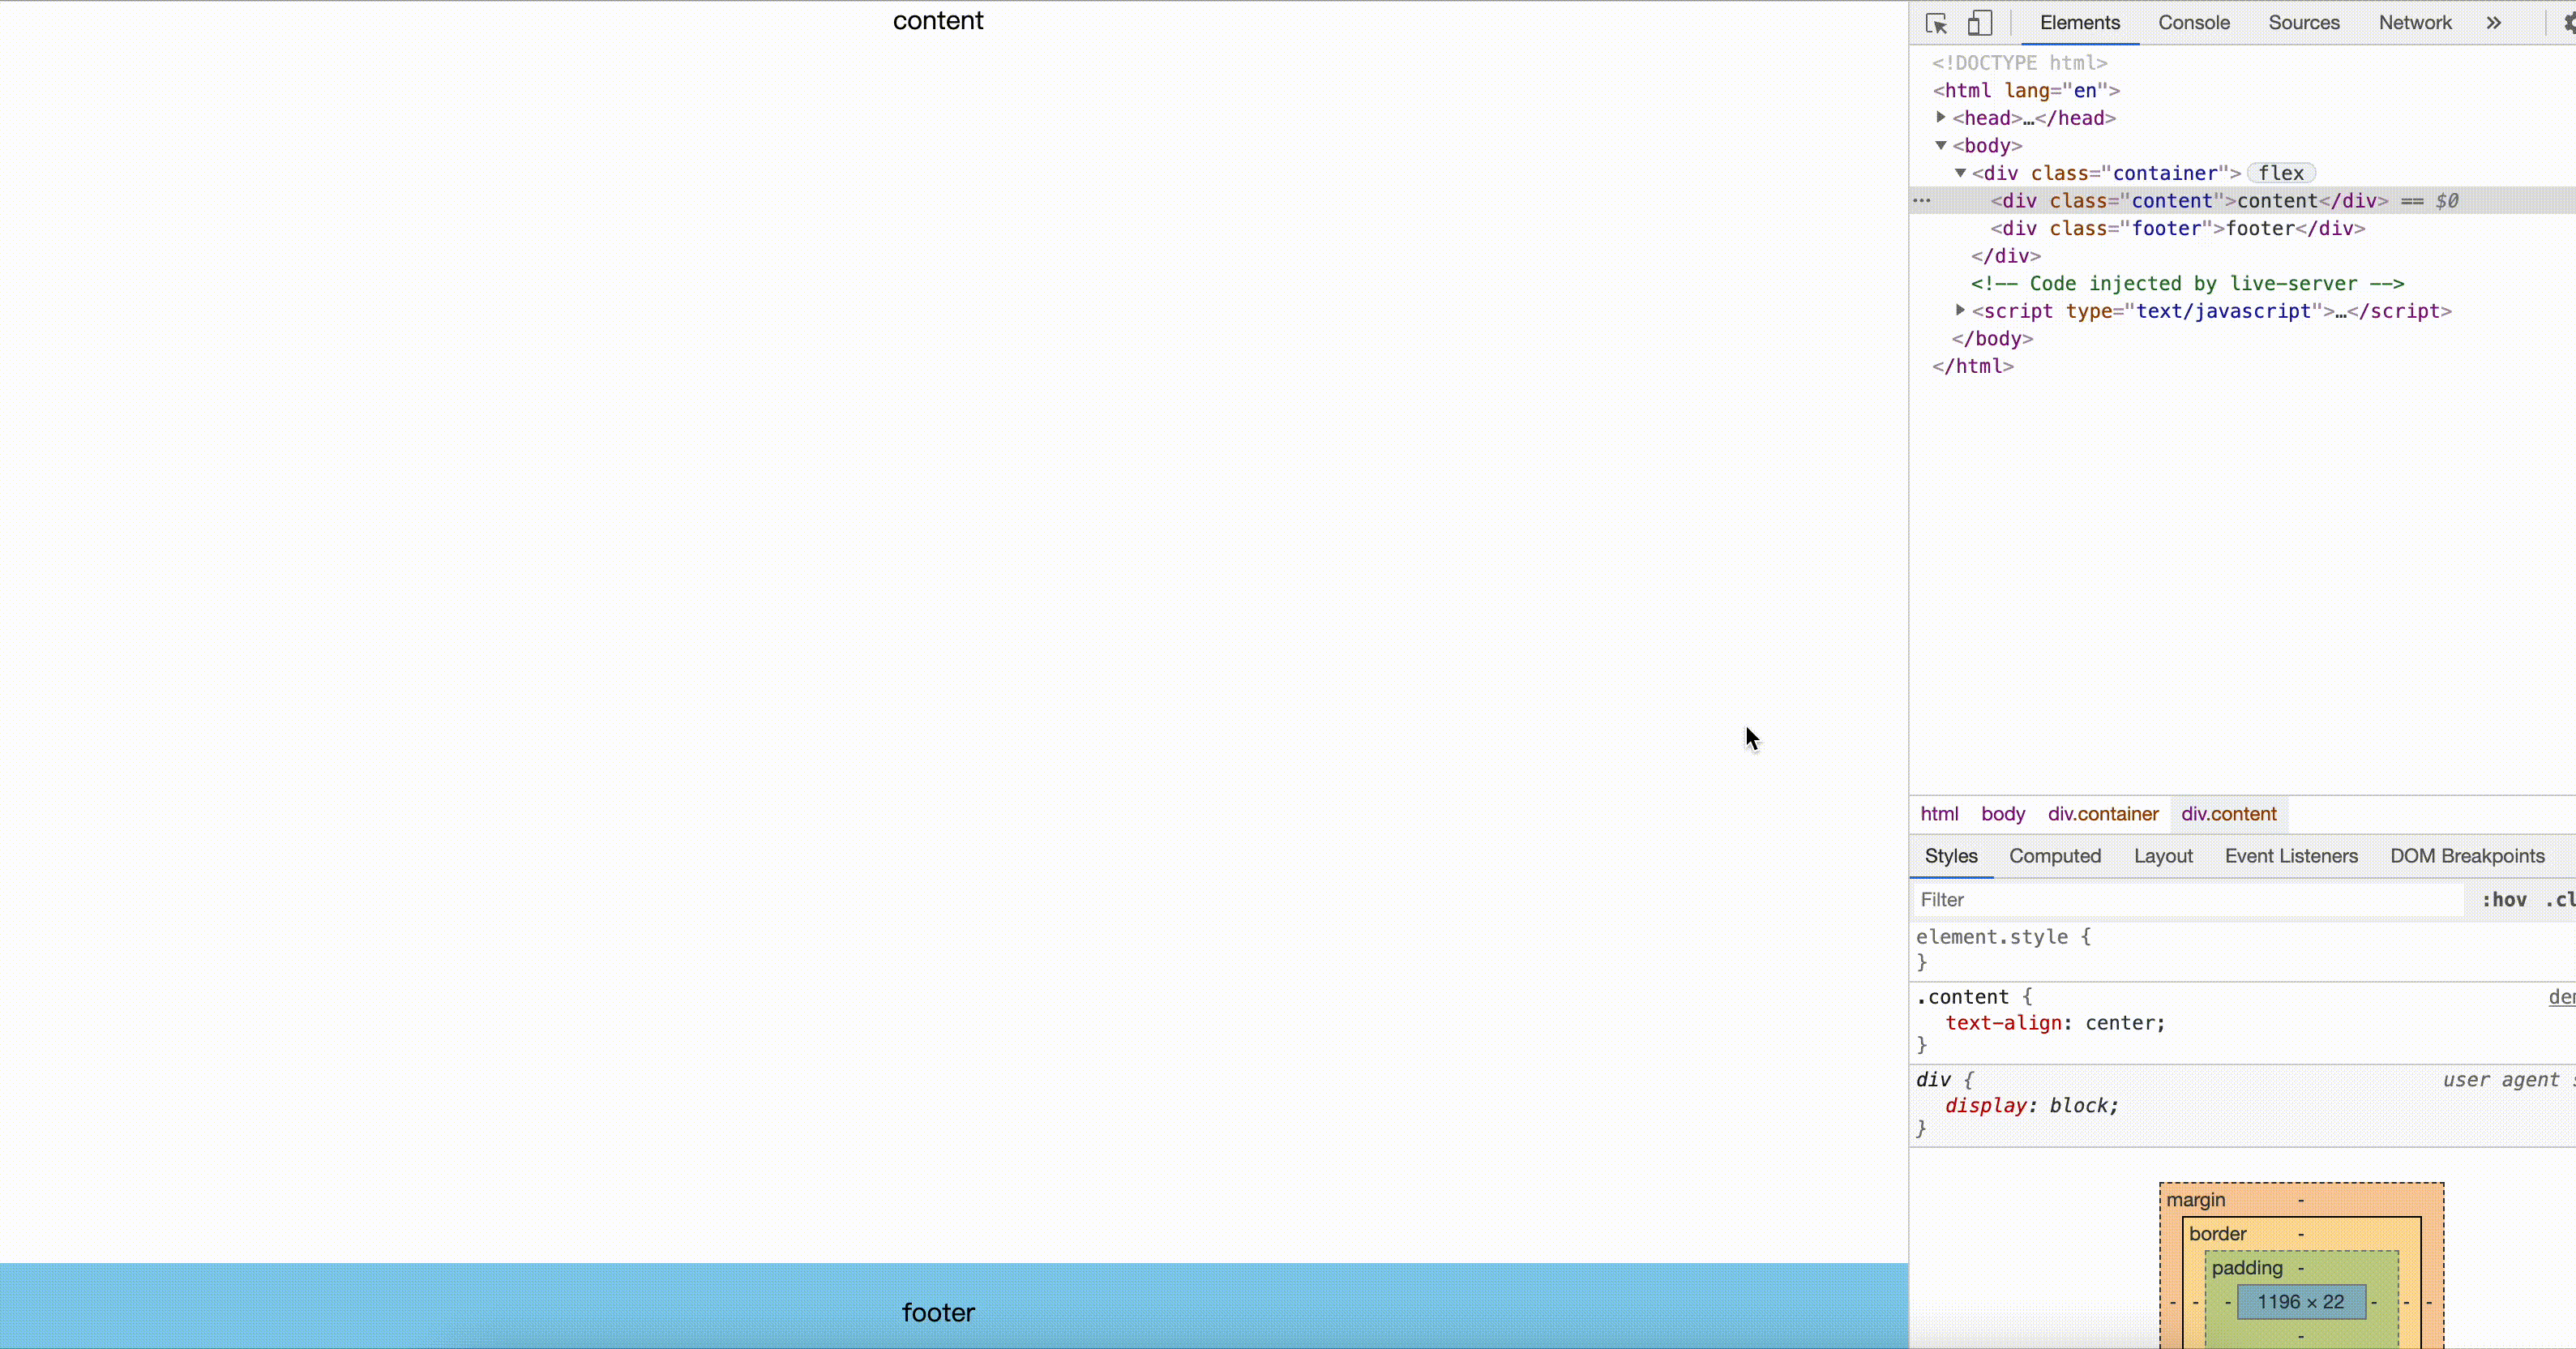 content
footer
Elements Console Sources Network »
<!DOCTYPE html>
<html lang="en">
<head>…</head>
<body>
<div class="container"> flex
<div class="content">content</div> == $0
<div class="footer">footer</div>
</div>
<!-- Code injected by live-server -->
<script type="text/javascript">…</script>
</body>
</html>
html body div.container div.content
Styles Computed Layout Event Listeners DOM Breakpoints
Filter :hov .cl
element.style {
}
.content { der
text-align: center;
}
div { user agent s
display: block;
}
margin -
border -
padding -
- - - 1196 × 22 - - -
-